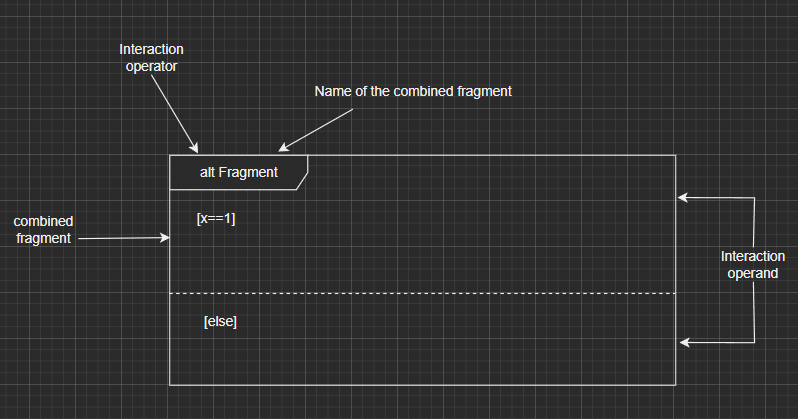 Interaction
operator
Name of the combined fragment
alt Fragment
[x==1]
combined
fragment
Interaction
operand
[else]